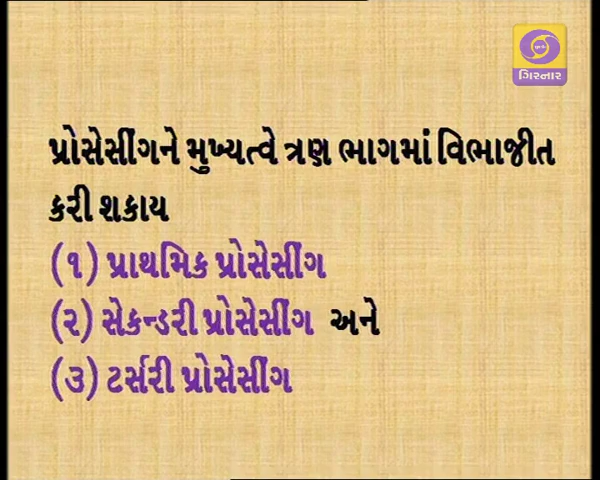 ગિરનાર
પ્રોસેસીંગને મુખ્યત્વે ત્રણ ભાગમાં વિભાજીત
કરી શકાય
(૧) પ્રાથમિક પ્રોસેસીંગ
(૨) સેકન્ડરી પ્રોસેસીંગ અને
(૩) ટર્સરી પ્રોસેસીંગ